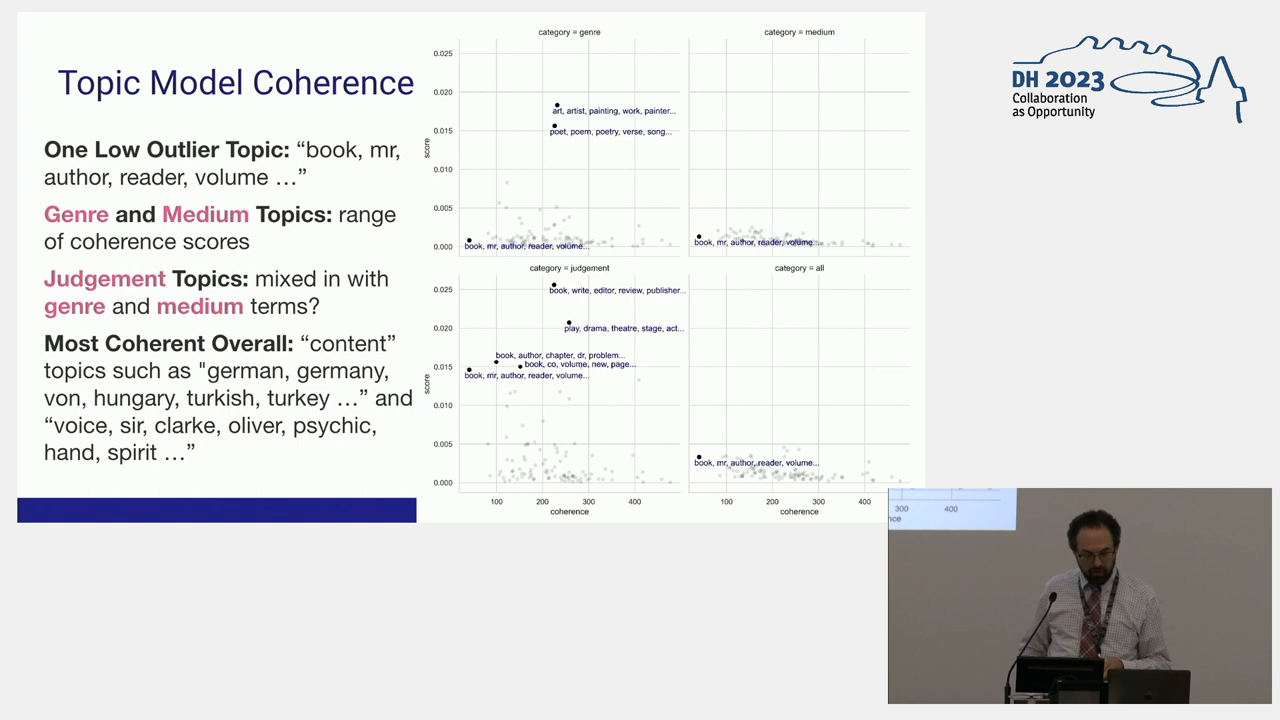 Topic Model Coherence
One Low Outlier Topic: “book, mr,
author, reader, volume …”
Genre and Medium Topics: range
of coherence scores
Judgement Topics: mixed in with
genre and medium terms?
Most Coherent Overall: “content”
topics such as "german, germany,
von, hungary, turkish, turkey …” and
“voice, sir, clarke, oliver, psychic,
hand, spirit …”
category = genre
score
0.025
0.020
0.015
0.010
0.005
0.000
art, artist, painting, work, painter...
poet, poem, poetry, verse, song...
book, mr, author, reader, volume...
category = medium
book, mr, author, reader, volume...
category = judgement
score
0.025
0.020
0.015
0.010
0.005
0.000
book, write, editor, review, publisher...
play, drama, theatre, stage, act...
book, author, chapter, dr, problem...
book, co, volume, new, page...
book, mr, author, reader, volume...
100 200 300 400
coherence
category = all
book, mr, author, reader, volume...
100 200 300 400
coherence
DH 2023
Collaboration
as Opportunity
300 400
nce